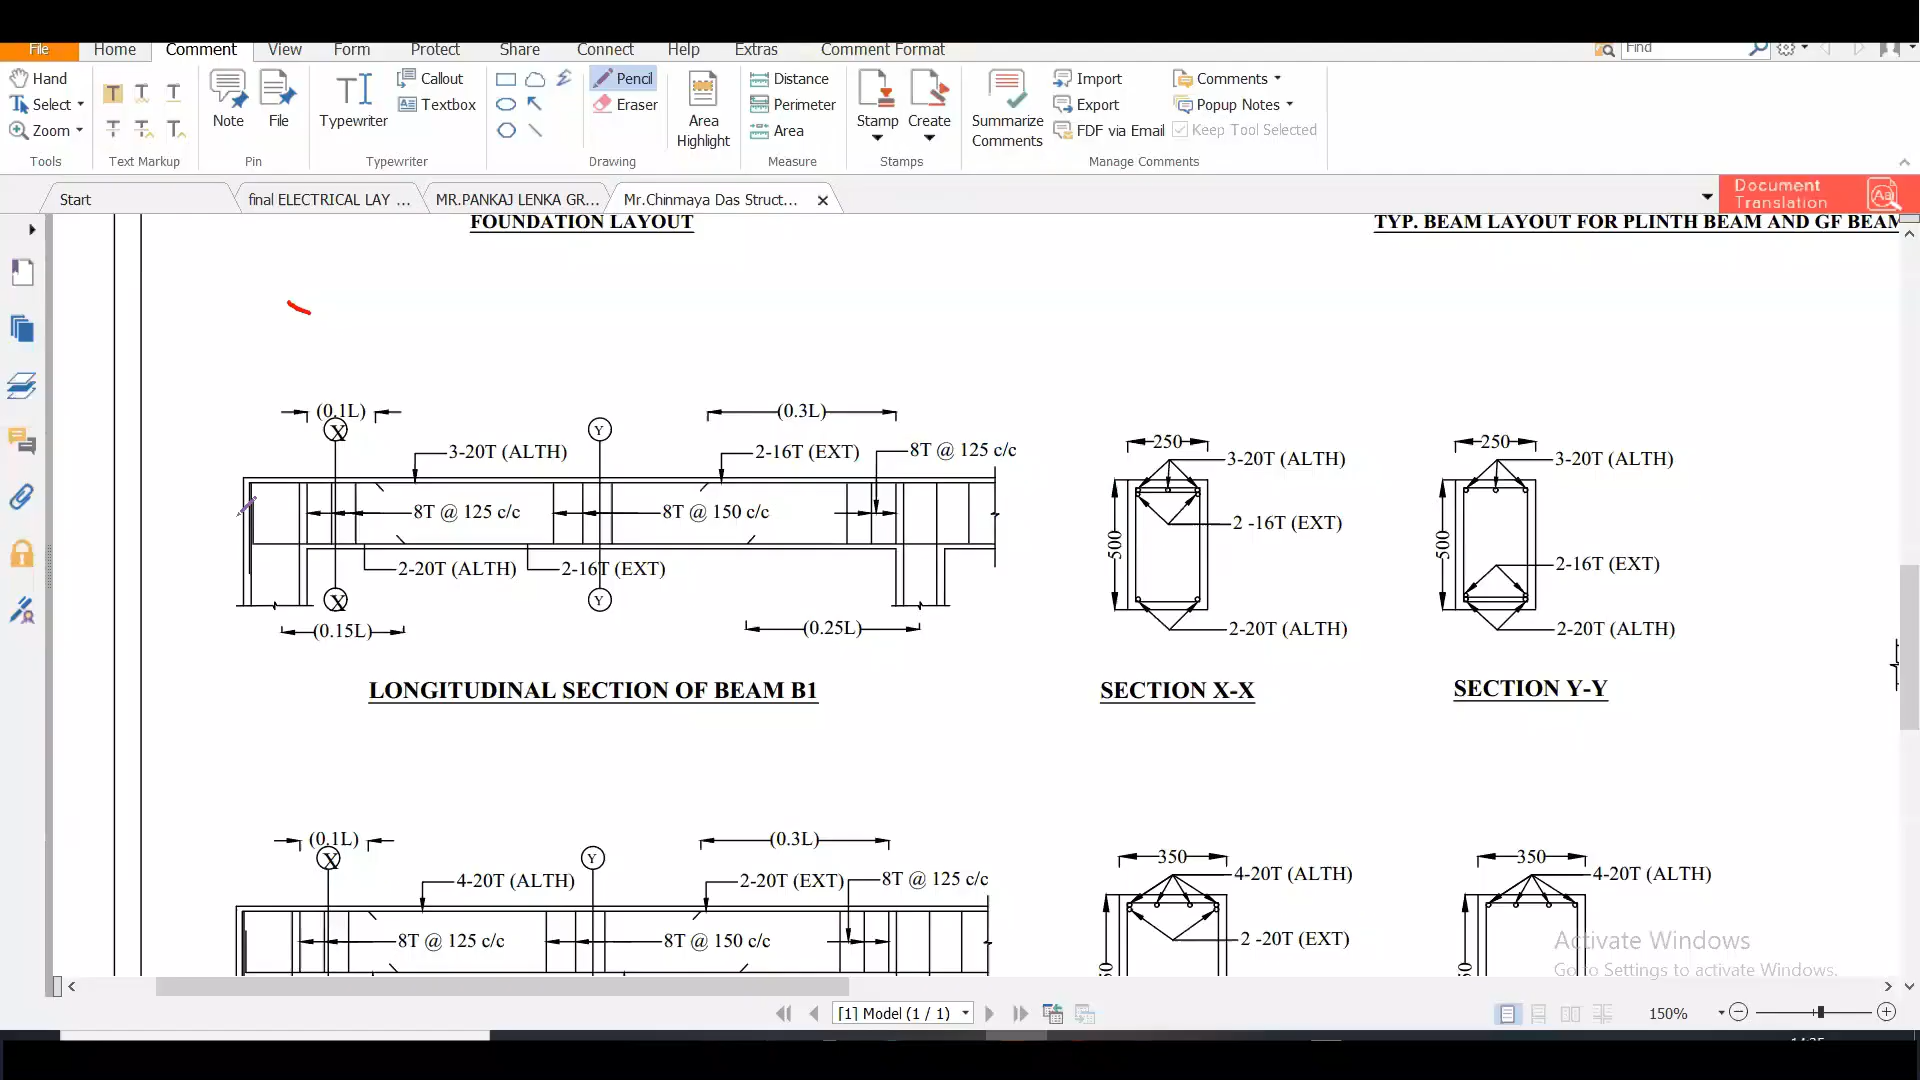 File Home Comment View Form Protect Share Connect Help Extras Comment Format Find
Hand Select Zoom Tools
Text Markup
Note File Pin
Typewriter Callout Textbox Typewriter
Pencil Eraser Drawing
Area Highlight
Distance Perimeter Area Measure
Stamp Create Stamps
Summarize Comments Import Export FDF via Email Comments Popup Notes Keep Tool Selected Manage Comments
Start final ELECTRICAL LAY ... MR.PANKAJ LENKA GR... Mr.Chinmaya Das Struct... Document Translation
FOUNDATION LAYOUT
TYP. BEAM LAYOUT FOR PLINTH BEAM AND GF BEAM
(0.1L) (0.3L)
X Y
3-20T (ALTH) 2-16T (EXT) 8T @ 125 c/c
8T @ 125 c/c 8T @ 150 c/c
2-20T (ALTH) 2-16T (EXT)
X Y
(0.15L) (0.25L)
LONGITUDINAL SECTION OF BEAM B1
250
3-20T (ALTH)
2 -16T (EXT)
500
2-20T (ALTH)
SECTION X-X
250
3-20T (ALTH)
500
2-16T (EXT)
2-20T (ALTH)
SECTION Y-Y
(0.1L) (0.3L)
X Y
4-20T (ALTH) 2-20T (EXT) 8T @ 125 c/c
8T @ 125 c/c 8T @ 150 c/c
350
4-20T (ALTH)
2 -20T (EXT)
350
4-20T (ALTH)
Activate Windows
Go to Settings to activate Windows.
[1] Model (1 / 1) 150%